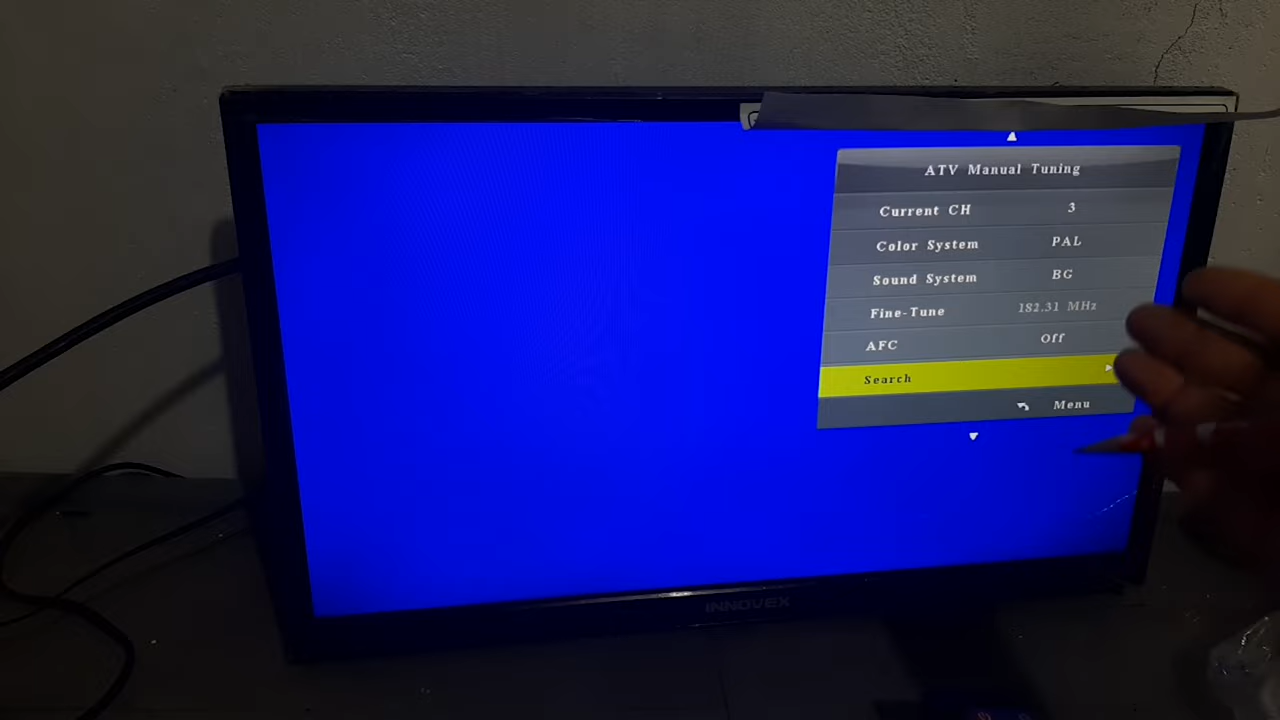 ATV Manual Tuning
Current CH 3
Color System PAL
Sound System BG
Fine-Tune 182.31 MHz
AFC Off
Search
Menu
INNOVEX